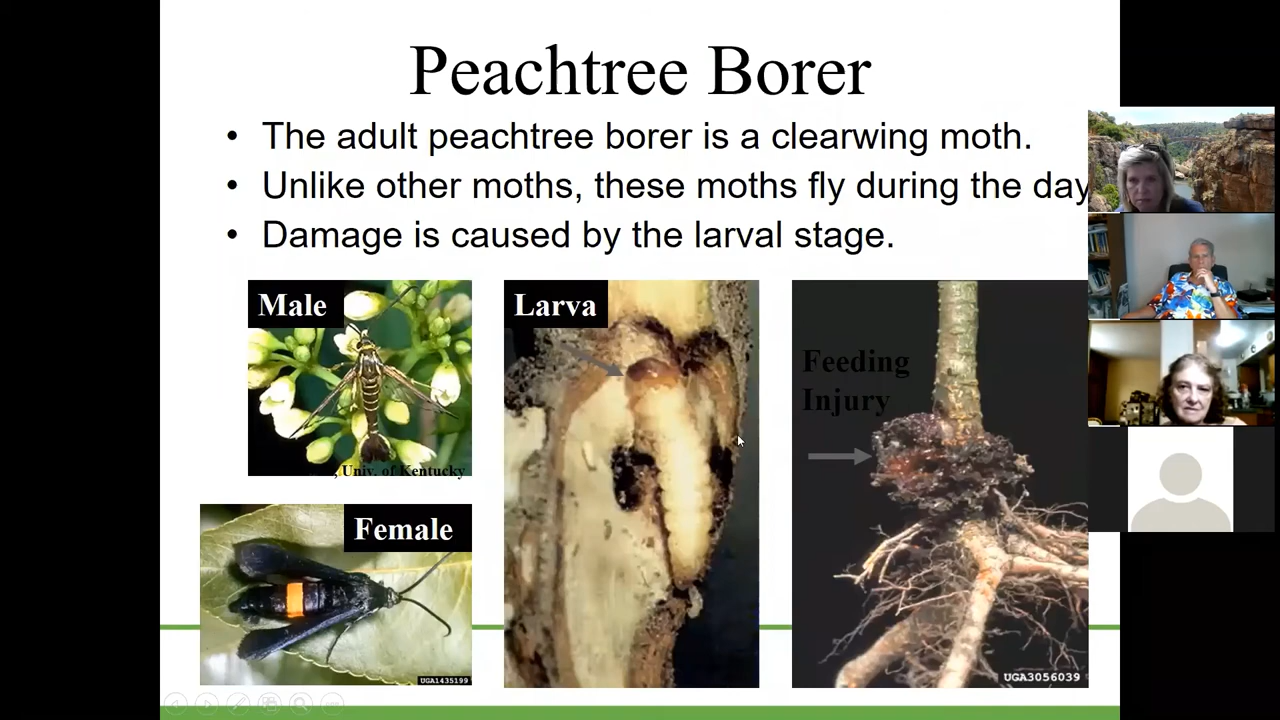 Peachtree Borer
• The adult peachtree borer is a clearwing moth.
• Unlike other moths, these moths fly during the day
• Damage is caused by the larval stage.
Male
, Univ. of Kentucky
Female
UGA1435199
Larva
Feeding
Injury
UGA3056039